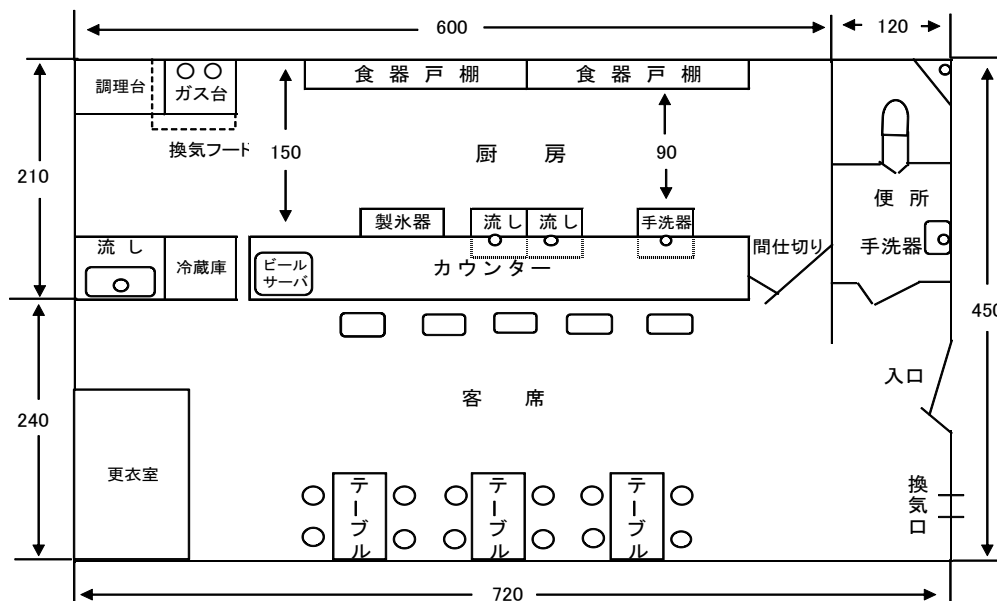 600
120
調理台
ガス台
食器戸棚
食器戸棚
換気フード
150
厨房
90
210
便所
製氷器
流し
流し
手洗器
間仕切り
手洗器
流し
冷蔵庫
ビール
サーバ
カウンター
450
入口
客席
240
更衣室
テーブル
テーブル
テーブル
換気口
720